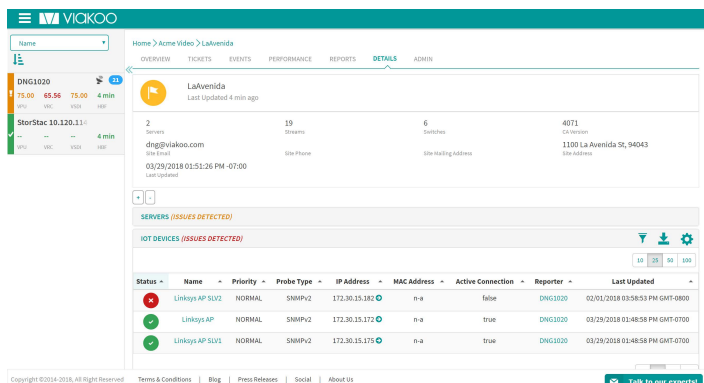 VIAKOO
Name
DNG1020 21
75.00 65.56 75.00 4 min
VPU VRC VSDI HBF
StorStac 10.120.114
-- -- -- 4 min
VPU VRC VSDI HBF
Home > Acme Video > LaAvenida
OVERVIEW TICKETS EVENTS PERFORMANCE REPORTS DETAILS ADMIN
LaAvenida
Last Updated 4 min ago
2 19 6 4071
Servers Streams Switches CA Version
dng@viakoo.com 1100 La Avenida St, 94043
Site Email Site Phone Site Mailing Address Site Address
03/29/2018 01:51:26 PM -07:00
Last Updated
+ -
SERVERS (ISSUES DETECTED)
IOT DEVICES (ISSUES DETECTED)
10 25 50 100
Status Name Priority Probe Type IP Address MAC Address Active Connection Reporter Last Updated
Linksys AP SLV2 NORMAL SNMPv2 172.30.15.182 n-a false DNG1020 02/01/2018 03:58:53 PM GMT-0800
Linksys AP NORMAL SNMPv2 172.30.15.172 n-a true DNG1020 03/29/2018 01:48:58 PM GMT-0700
Linksys AP SLV1 NORMAL SNMPv2 172.30.15.175 n-a true DNG1020 03/29/2018 01:48:58 PM GMT-0700
Copyright ©2014-2018, All Right Reserved Terms & Conditions | Blog | Press Releases | Social | About Us
Talk to our experts!